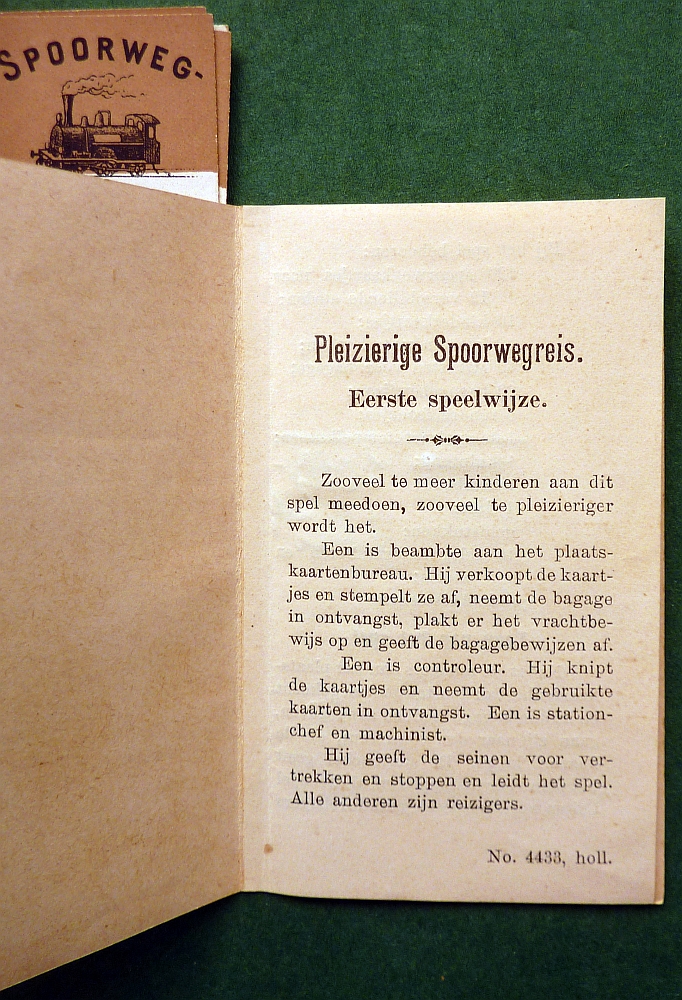 SPOORWEG-
Pleizierige Spoorwegreis.
Eerste speelwijze.
Zooveel te meer kinderen aan dit
spel meedoen, zooveel te pleizieriger
wordt het.
Een is beambte aan het plaats-
kaartenbureau. Hij verkoopt de kaart-
jes en stempelt ze af, neemt de bagage
in ontvangst, plakt er het vrachtbe-
wijs op en geeft de bagagebewijzen af.
Een is controleur. Hij knipt
de kaartjes en neemt de gebruikte
kaarten in ontvangst. Een is station-
chef en machinist.
Hij geeft de seinen voor ver-
trekken en stoppen en leidt het spel.
Alle anderen zijn reizigers.
No. 4433, holl.